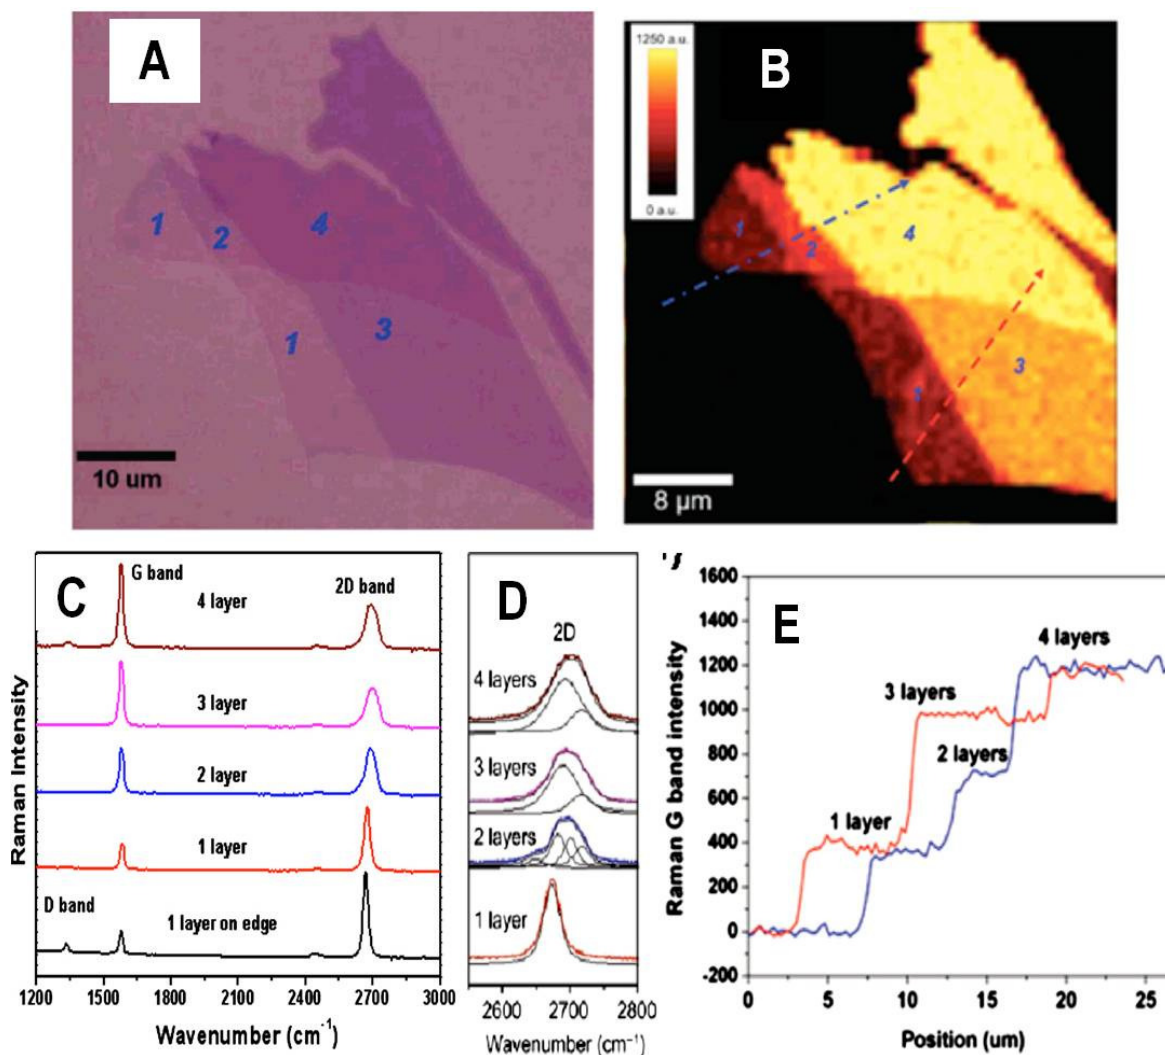 A
1
2
4
1
3
10 um
1250 a.u.
0 a.u.
B
1
2
4
3
1
8 µm
C
G band
2D band
4 layer
3 layer
2 layer
1 layer
D band
1 layer on edge
Raman Intensity
1200 1500 1800 2100 2400 2700 3000
Wavenumber (cm⁻¹)
D
2D
4 layers
3 layers
2 layers
1 layer
2600 2700 2800
Wavenumber (cm⁻¹)
E
1600
1400
1200
1000
800
600
400
200
0
-200
4 layers
3 layers
2 layers
1 layer
Raman G band intensity
0 5 10 15 20 25
Position (um)